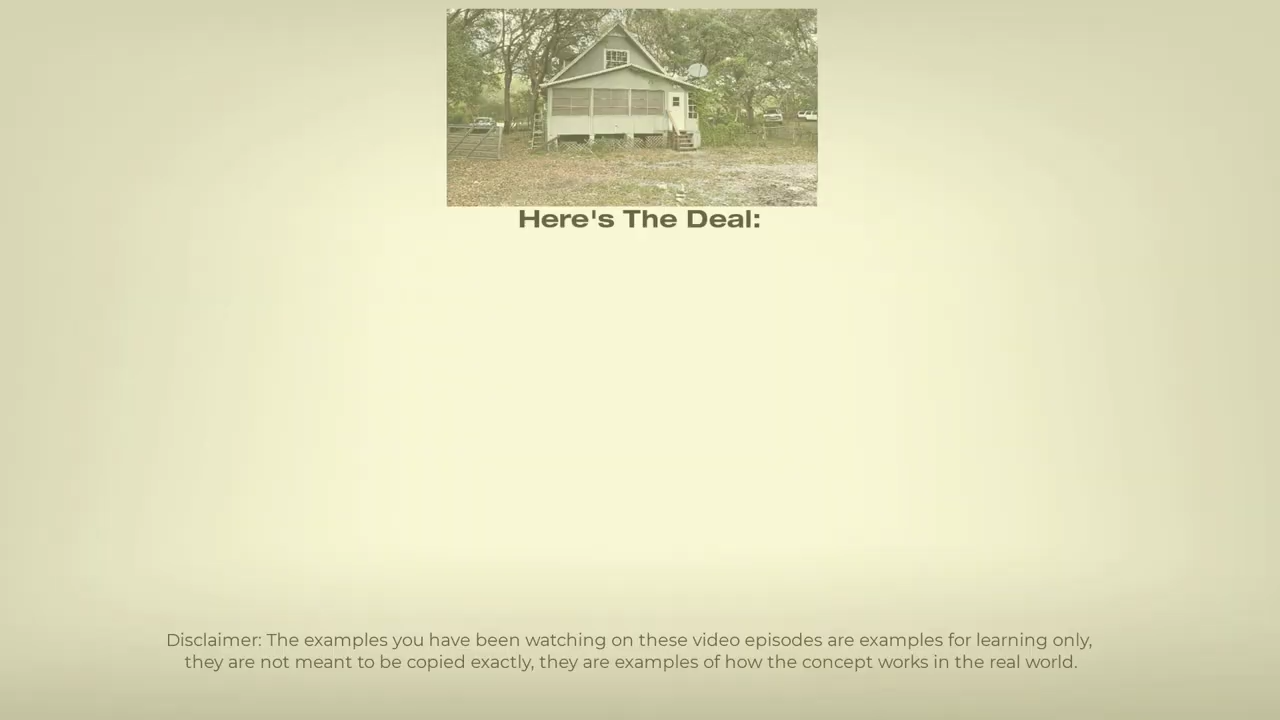 Here's The Deal:
Disclaimer: The examples you have been watching on these video episodes are examples for learning only,
they are not meant to be copied exactly, they are examples of how the concept works in the real world.